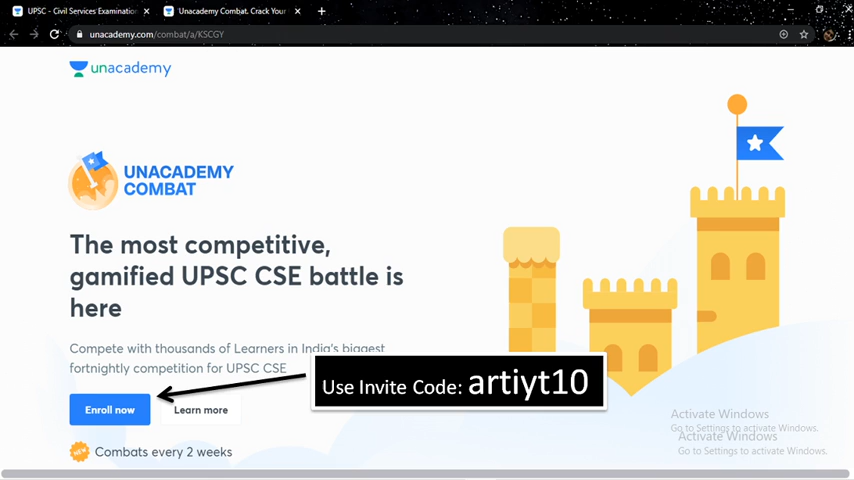 UPSC - Civil Services Examination
Unacademy Combat. Crack Your
unacademy.com/combat/a/KSCGY
unacademy
UNACADEMY
COMBAT
The most competitive,
gamified UPSC CSE battle is
here
Compete with thousands of Learners in India's biggest
fortnightly competition for UPSC CSE
Use Invite Code: artiyt10
Enroll now
Learn more
NEW
Combats every 2 weeks
Activate Windows
Go to Settings to activate Windows.
Activate Windows
Go to Settings to activate Windows.